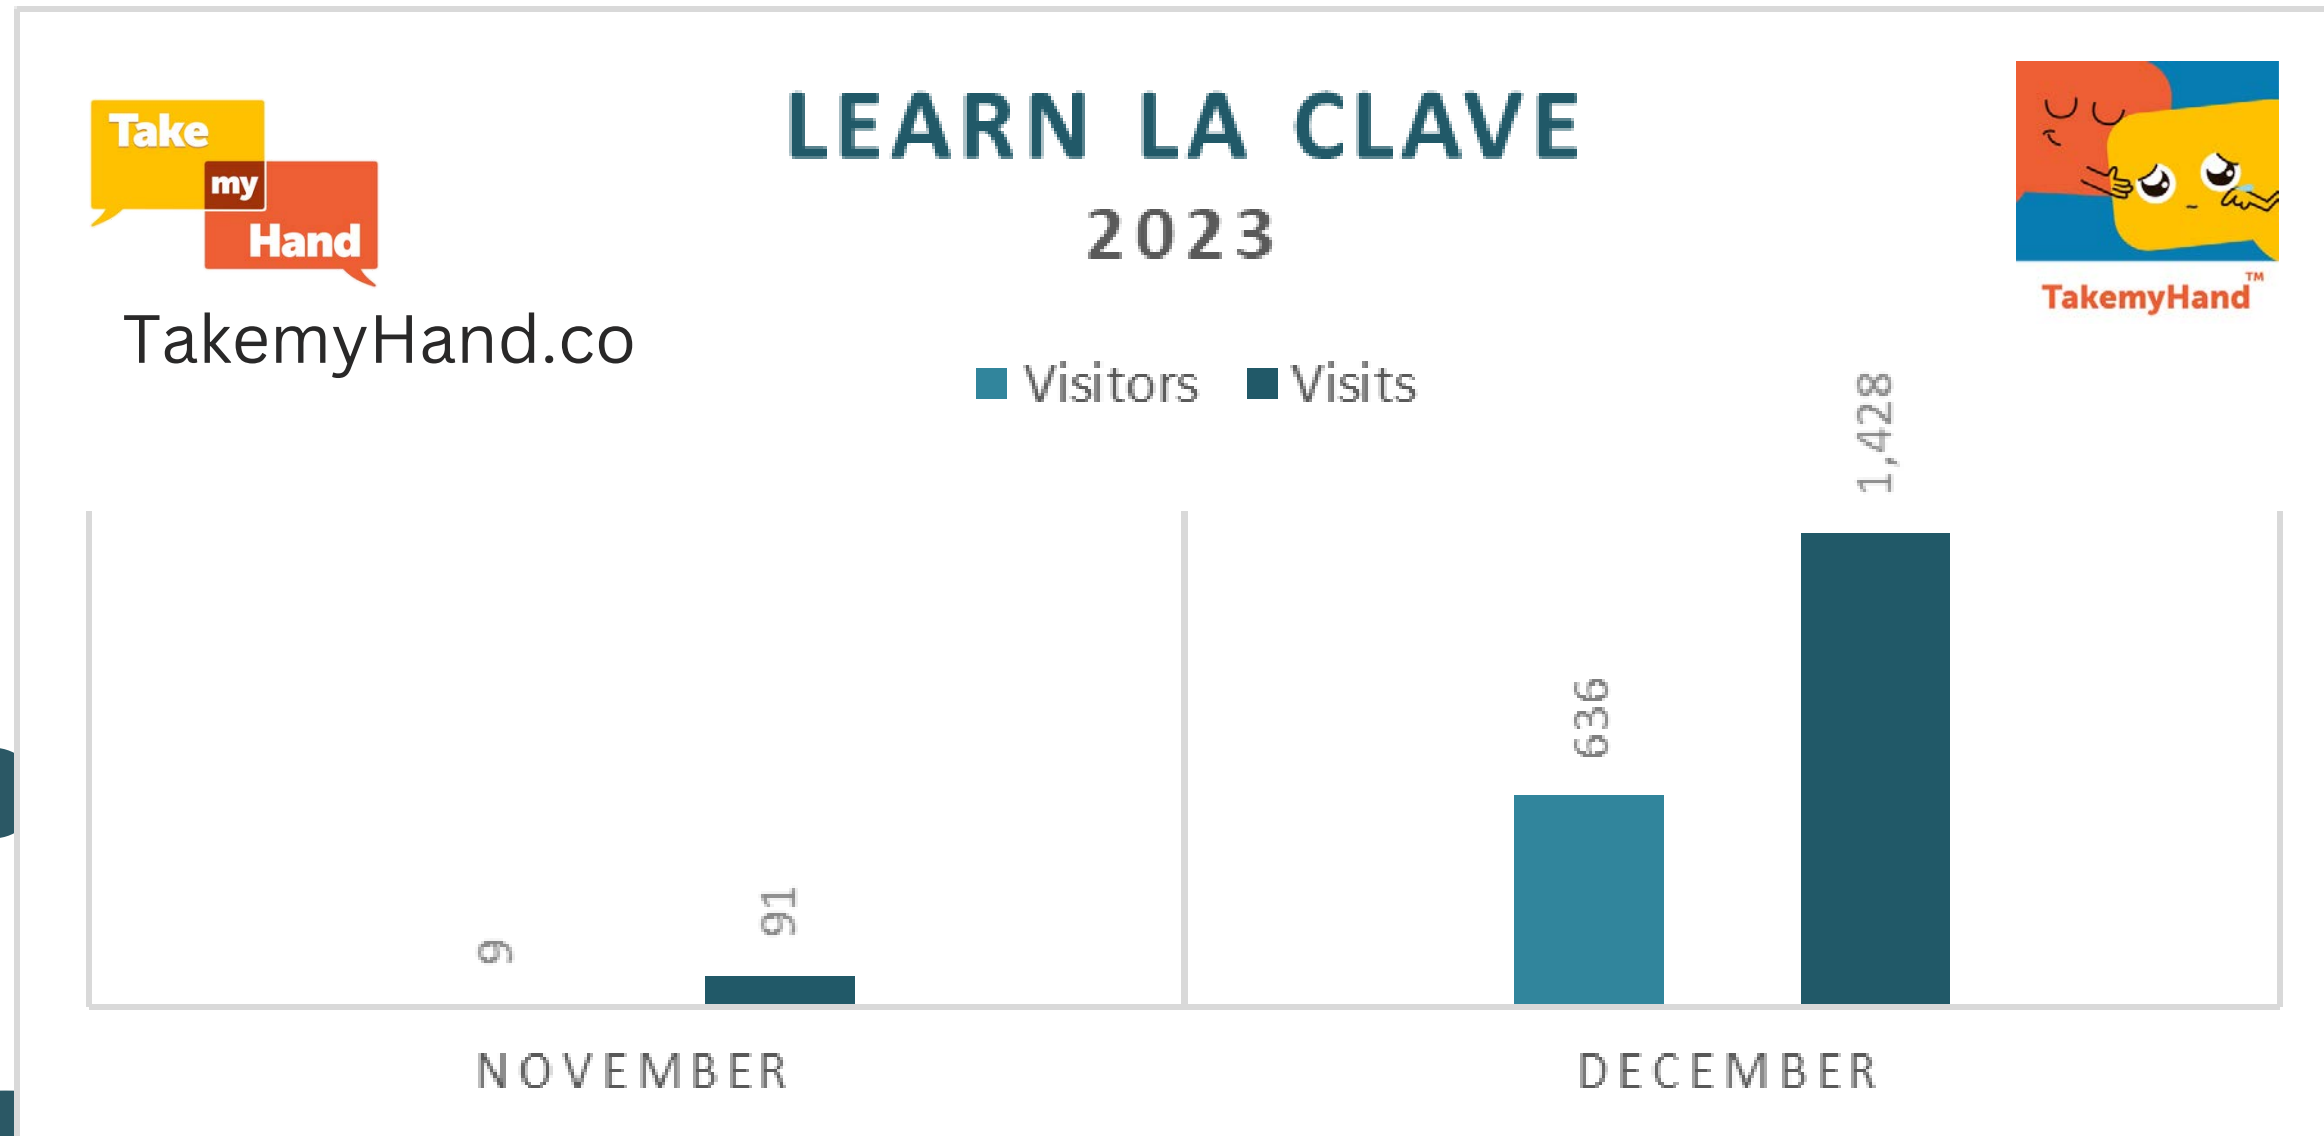 Take
my
Hand
TakemyHand.co
LEARN LA CLAVE
2023
TakemyHand™
Visitors Visits
9
91
636
1,428
NOVEMBER
DECEMBER